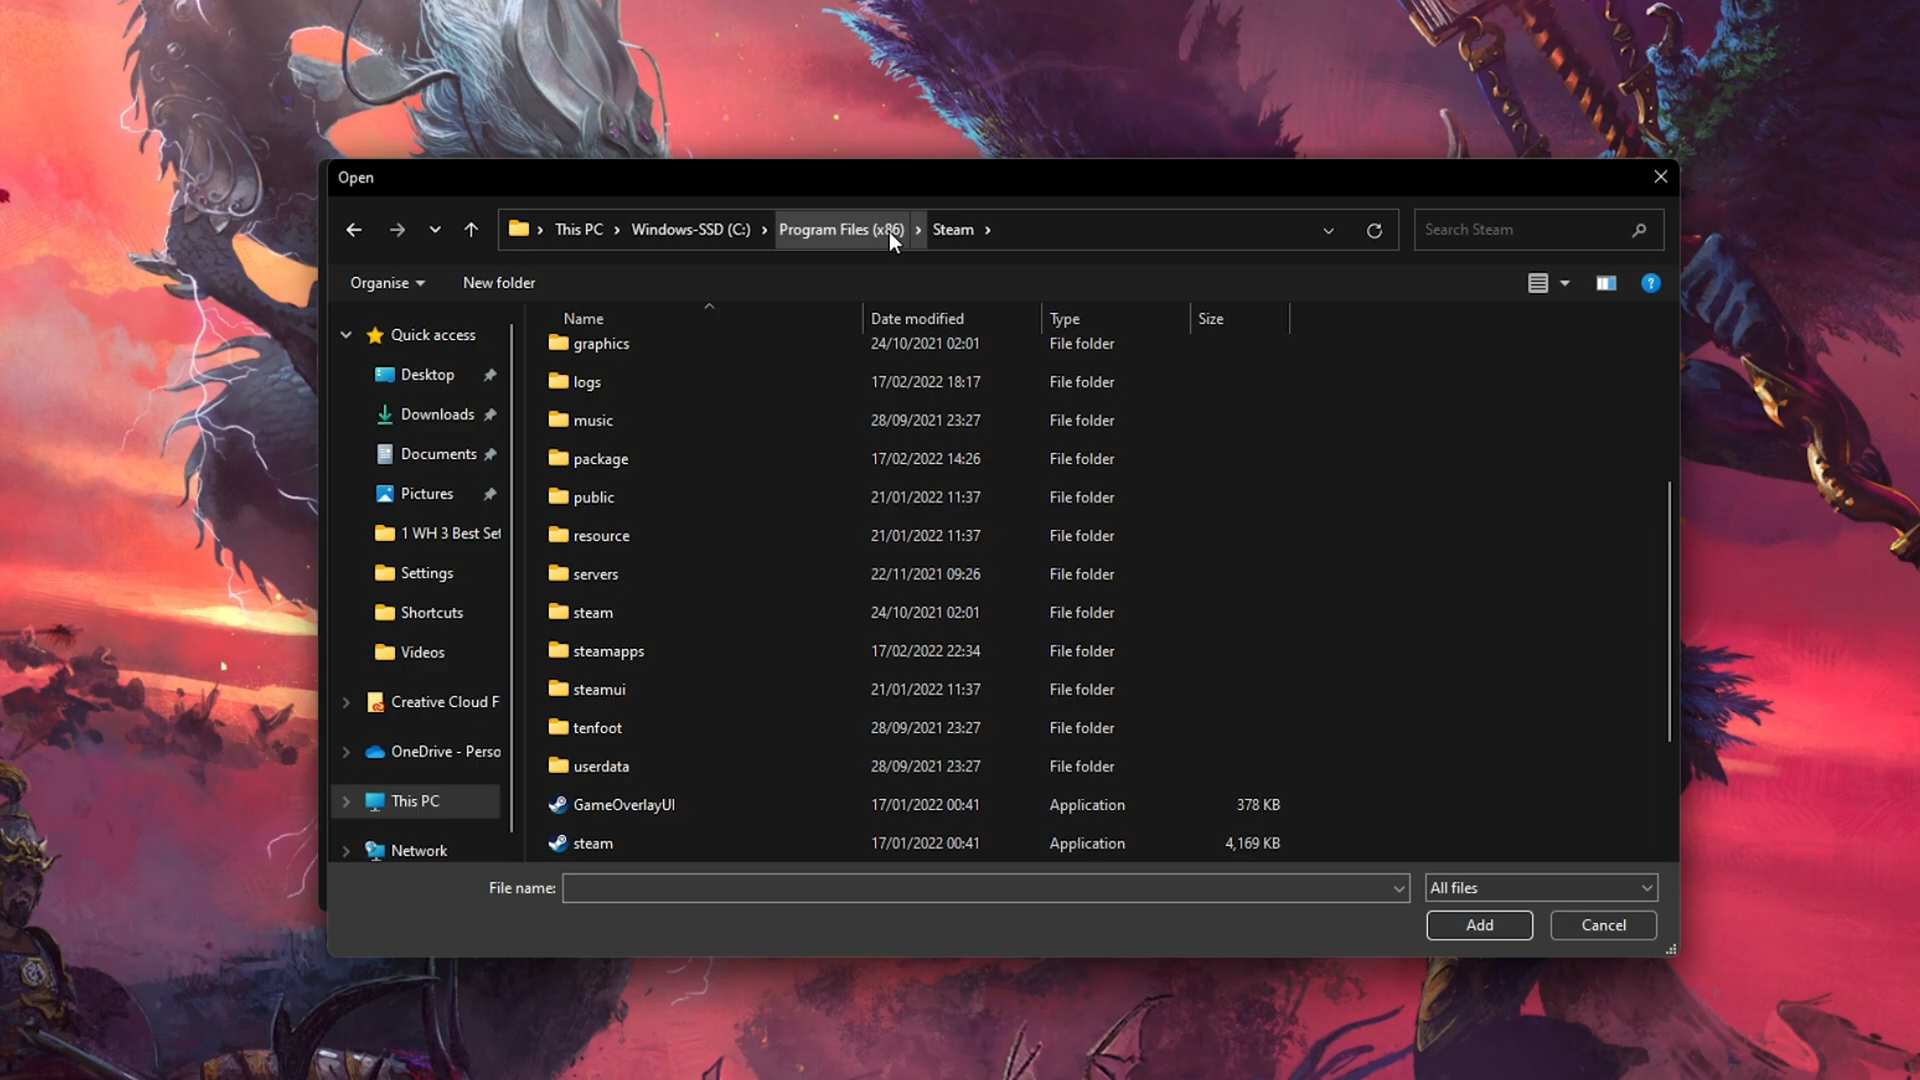 Open
This PC Windows-SSD (C:) Program Files (x86) Steam
Search Steam
Organise New folder
Name Date modified Type Size
Quick access
Desktop
Downloads
Documents
Pictures
1 WH 3 Best Set
Settings
Shortcuts
Videos
Creative Cloud F
OneDrive - Perso
This PC
Network
graphics 24/10/2021 02:01 File folder
logs 17/02/2022 18:17 File folder
music 28/09/2021 23:27 File folder
package 17/02/2022 14:26 File folder
public 21/01/2022 11:37 File folder
resource 21/01/2022 11:37 File folder
servers 22/11/2021 09:26 File folder
steam 24/10/2021 02:01 File folder
steamapps 17/02/2022 22:34 File folder
steamui 21/01/2022 11:37 File folder
tenfoot 28/09/2021 23:27 File folder
userdata 28/09/2021 23:27 File folder
GameOverlayUI 17/01/2022 00:41 Application 378 KB
steam 17/01/2022 00:41 Application 4,169 KB
File name: All files
Add Cancel